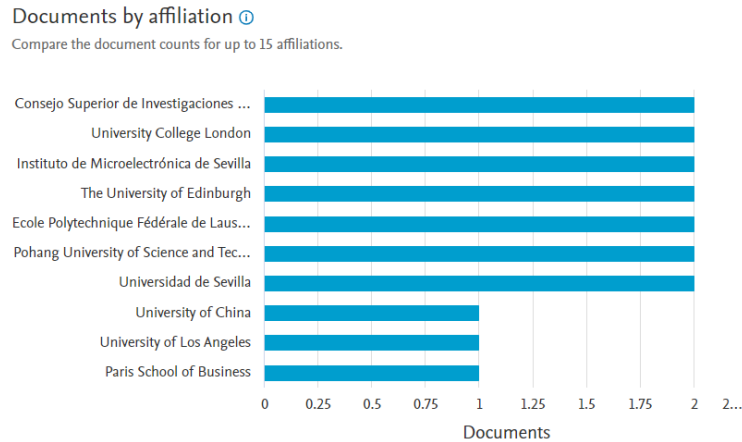 Documents by affiliation
Compare the document counts for up to 15 affiliations.
Consejo Superior de Investigaciones ...
University College London
Instituto de Microelectrónica de Sevilla
The University of Edinburgh
Ecole Polytechnique Fédérale de Laus...
Pohang University of Science and Tec...
Universidad de Sevilla
University of China
University of Los Angeles
Paris School of Business
0 0.25 0.5 0.75 1 1.25 1.5 1.75 2 2...
Documents